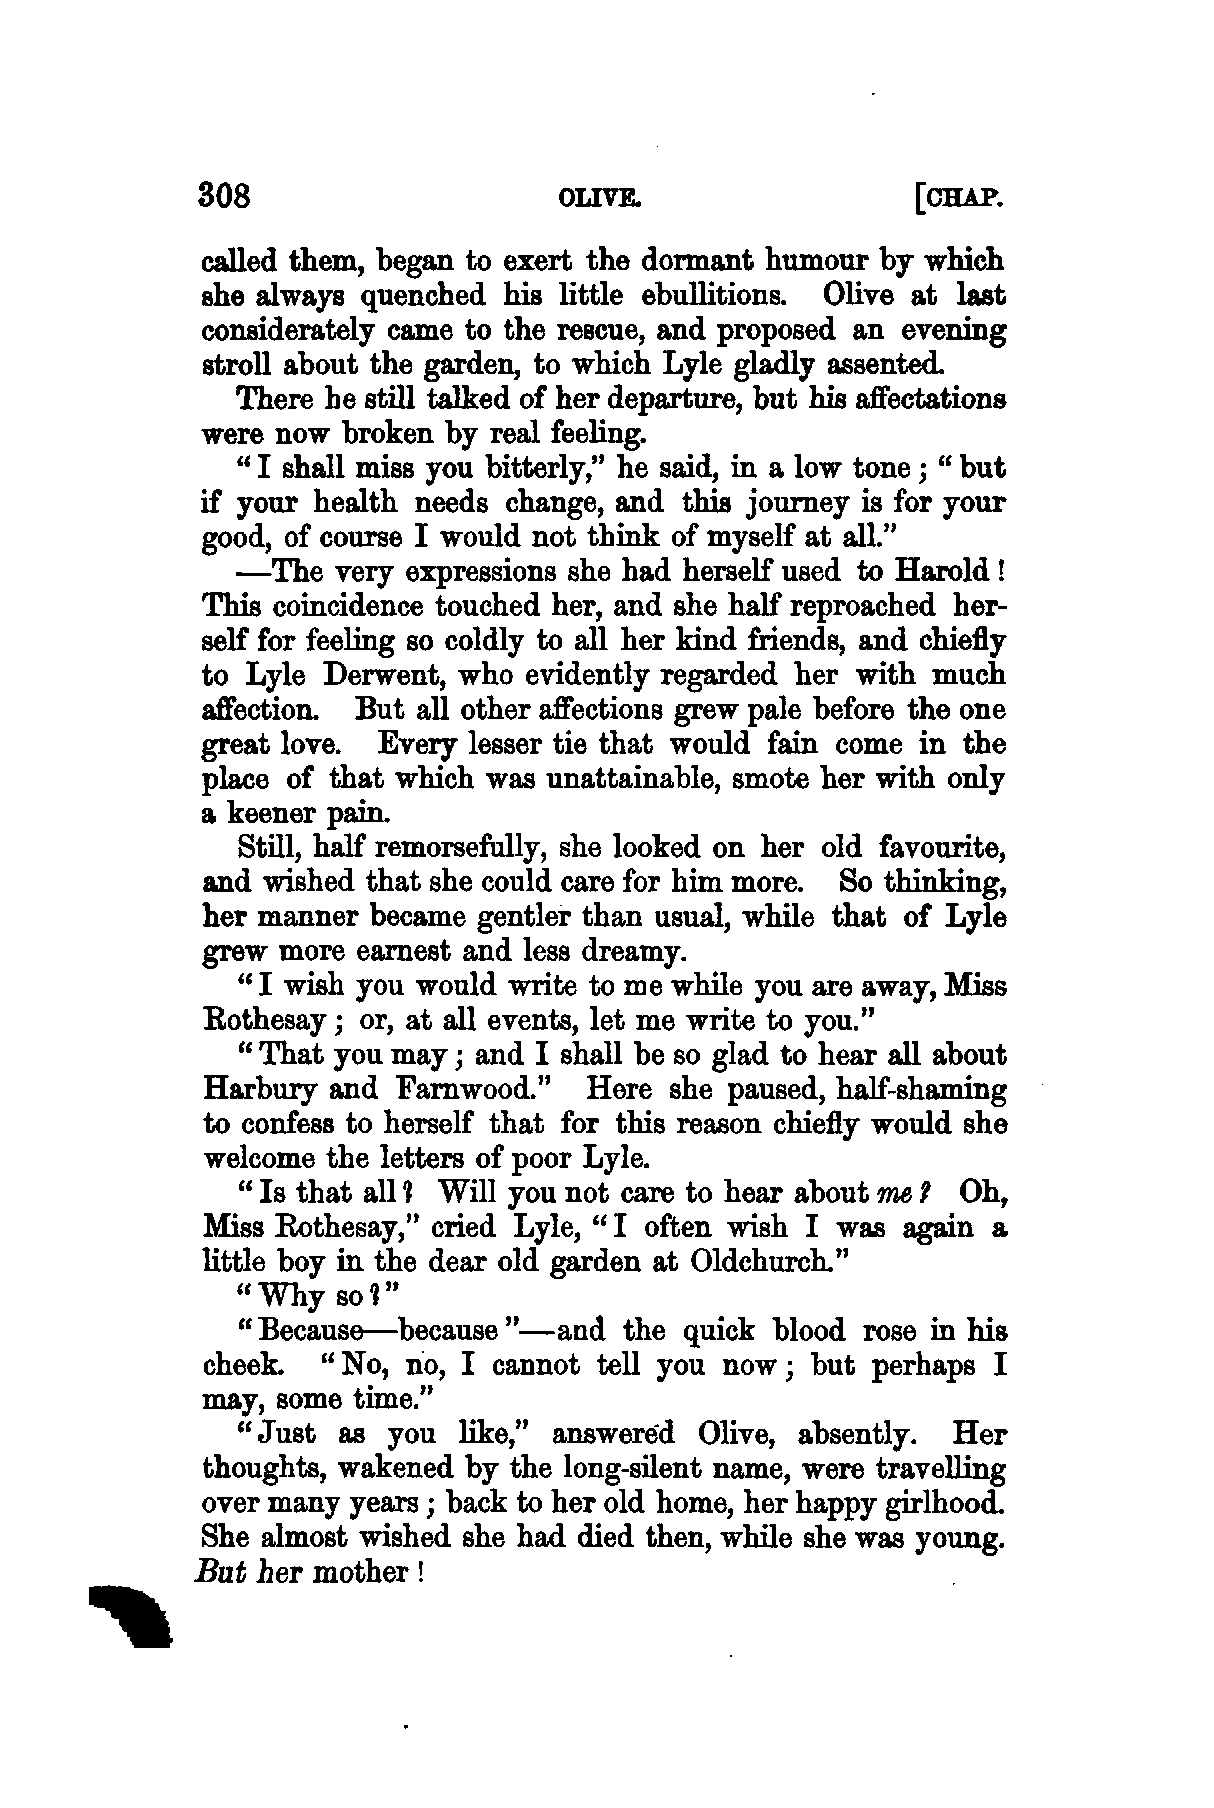 308 OLIVE. [CHAP.
called them, began to exert the dormant humour by which
she always quenched his little ebullitions. Olive at last
considerately came to the rescue, and proposed an evening
stroll about the garden, to which Lyle gladly assented.
There he still talked of her departure, but his affectations
were now broken by real feeling.
"I shall miss you bitterly," he said, in a low tone; "but
if your health needs change, and this journey is for your
good, of course I would not think of myself at all."
—The very expressions she had herself used to Harold!
This coincidence touched her, and she half reproached her-
self for feeling so coldly to all her kind friends, and chiefly
to Lyle Derwent, who evidently regarded her with much
affection. But all other affections grew pale before the one
great love. Every lesser tie that would fain come in the
place of that which was unattainable, smote her with only
a keener pain.
Still, half remorsefully, she looked on her old favourite,
and wished that she could care for him more. So thinking,
her manner became gentler than usual, while that of Lyle
grew more earnest and less dreamy.
"I wish you would write to me while you are away, Miss
Rothesay; or, at all events, let me write to you."
"That you may; and I shall be so glad to hear all about
Harbury and Farnwood." Here she paused, half-shaming
to confess to herself that for this reason chiefly would she
welcome the letters of poor Lyle.
"Is that all? Will you not care to hear about me? Oh,
Miss Rothesay," cried Lyle, "I often wish I was again a
little boy in the dear old garden at Oldchurch."
"Why so?"
"Because—because"—and the quick blood rose in his
cheek. "No, no, I cannot tell you now; but perhaps I
may, some time."
"Just as you like," answered Olive, absently. Her
thoughts, wakened by the long-silent name, were travelling
over many years; back to her old home, her happy girlhood.
She almost wished she had died then, while she was young.
But her mother!